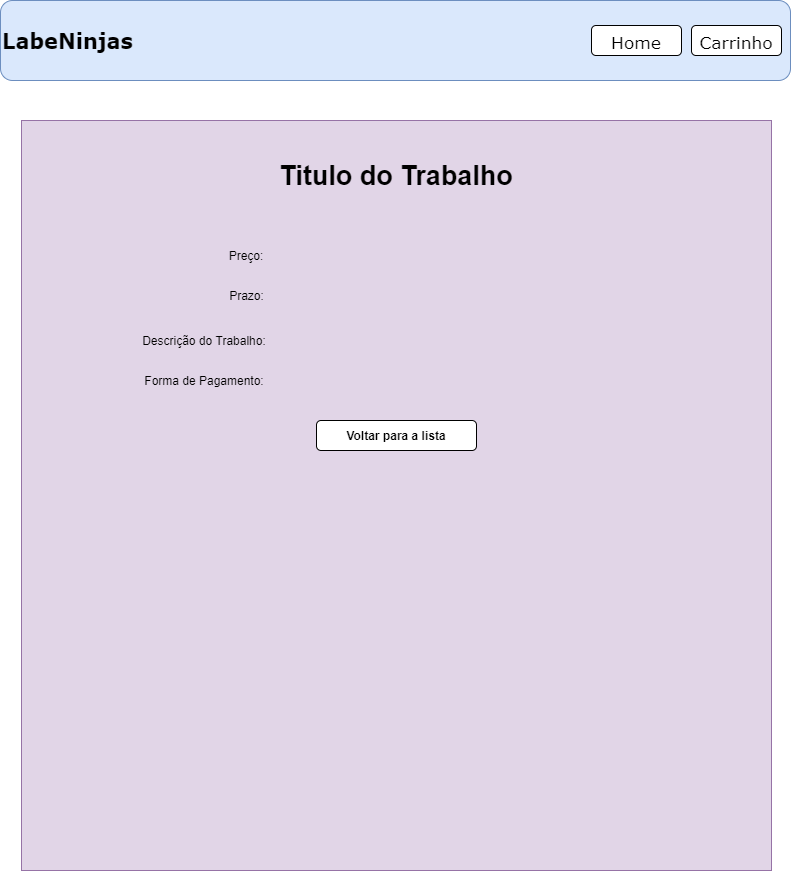 LabeNinjas
Home
Carrinho
Titulo do Trabalho
Preço:
Prazo:
Descrição do Trabalho:
Forma de Pagamento:
Voltar para a lista